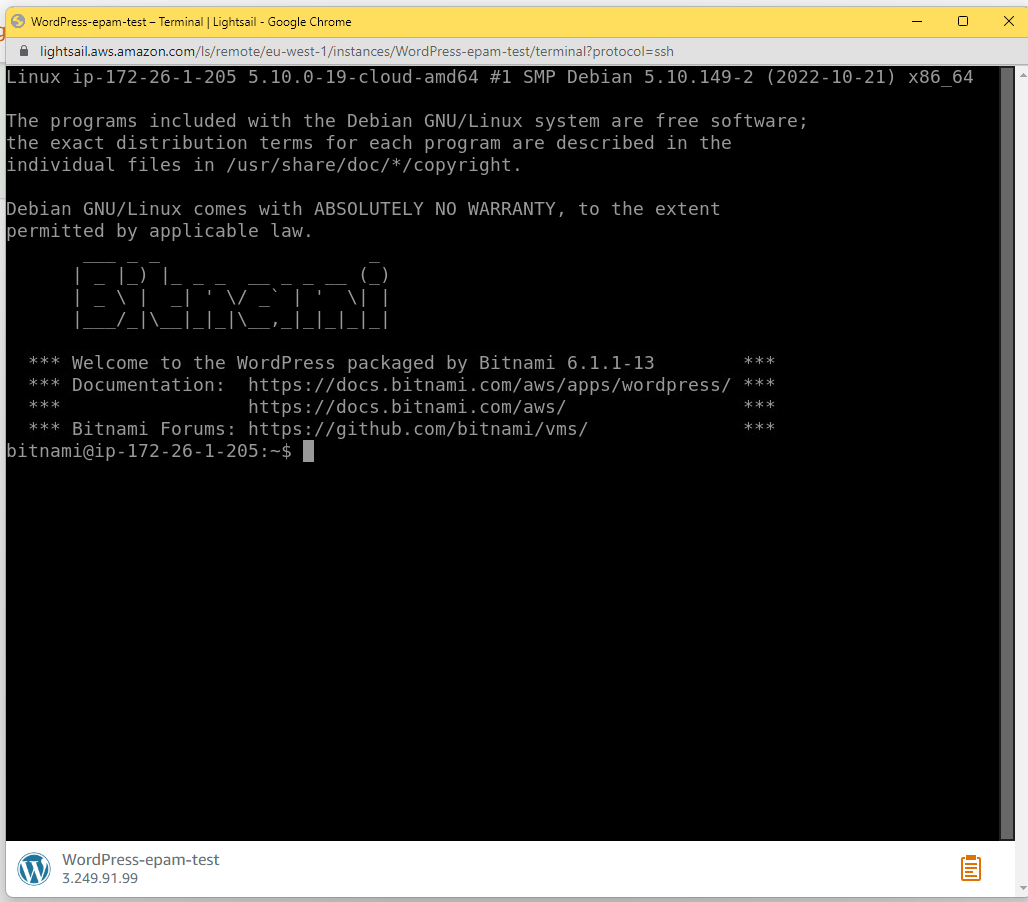 WordPress-epam-test – Terminal | Lightsail - Google Chrome
lightsail.aws.amazon.com/ls/remote/eu-west-1/instances/WordPress-epam-test/terminal?protocol=ssh
Linux ip-172-26-1-205 5.10.0-19-cloud-amd64 #1 SMP Debian 5.10.149-2 (2022-10-21) x86_64
The programs included with the Debian GNU/Linux system are free software;
the exact distribution terms for each program are described in the
individual files in /usr/share/doc/*/copyright.
Debian GNU/Linux comes with ABSOLUTELY NO WARRANTY, to the extent
permitted by applicable law.
Bitnami
*** Welcome to the WordPress packaged by Bitnami 6.1.1-13 ***
*** Documentation: https://docs.bitnami.com/aws/apps/wordpress/ ***
*** https://docs.bitnami.com/aws/ ***
*** Bitnami Forums: https://github.com/bitnami/vms/ ***
bitnami@ip-172-26-1-205:~$
WordPress-epam-test
3.249.91.99